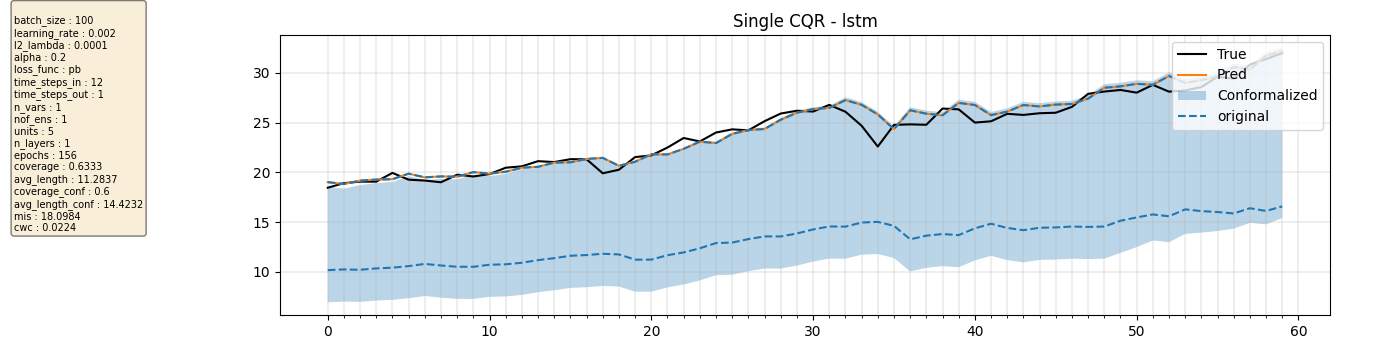 batch_size : 100
learning_rate : 0.002
l2_lambda : 0.0001
alpha : 0.2
loss_func : pb
time_steps_in : 12
time_steps_out : 1
n_vars : 1
nof_ens : 1
units : 5
n_layers : 1
epochs : 156
coverage : 0.6333
avg_length : 11.2837
coverage_conf : 0.6
avg_length_conf : 14.4232
mis : 18.0984
cwc : 0.0224
Single CQR - lstm
True
Pred
Conformalized
original
30
25
20
15
10
0
10
20
30
40
50
60